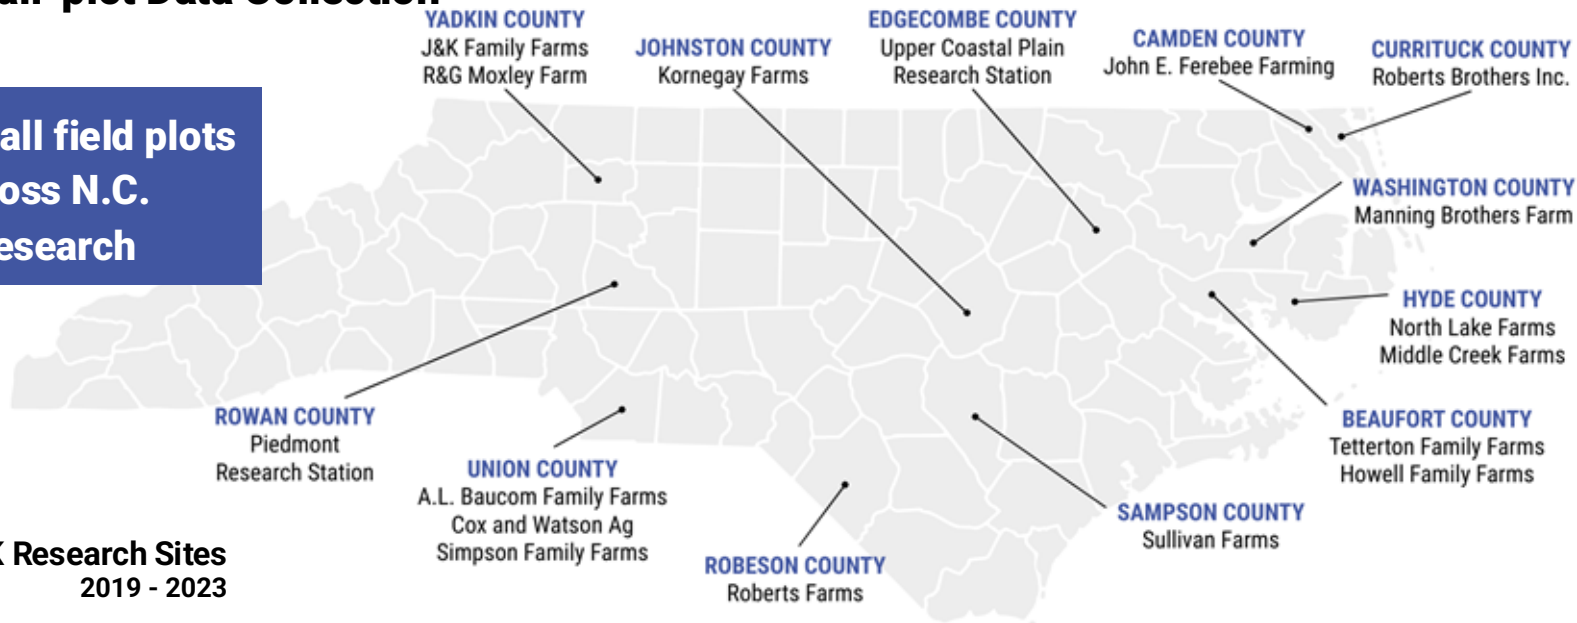 plot Data Collection
YADKIN COUNTY
J&K Family Farms
R&G Moxley Farm
JOHNSTON COUNTY
Kornegay Farms
EDGECOMBE COUNTY
Upper Coastal Plain
Research Station
CAMDEN COUNTY
John E. Ferebee Farming
CURRITUCK COUNTY
Roberts Brothers Inc.
all field plots
oss N.C.
esearch
WASHINGTON COUNTY
Manning Brothers Farm
HYDE COUNTY
North Lake Farms
Middle Creek Farms
ROWAN COUNTY
Piedmont
Research Station
UNION COUNTY
A.L. Baucom Family Farms
Cox and Watson Ag
Simpson Family Farms
ROBESON COUNTY
Roberts Farms
SAMPSON COUNTY
Sullivan Farms
BEAUFORT COUNTY
Tetterton Family Farms
Howell Family Farms
Research Sites
2019 - 2023